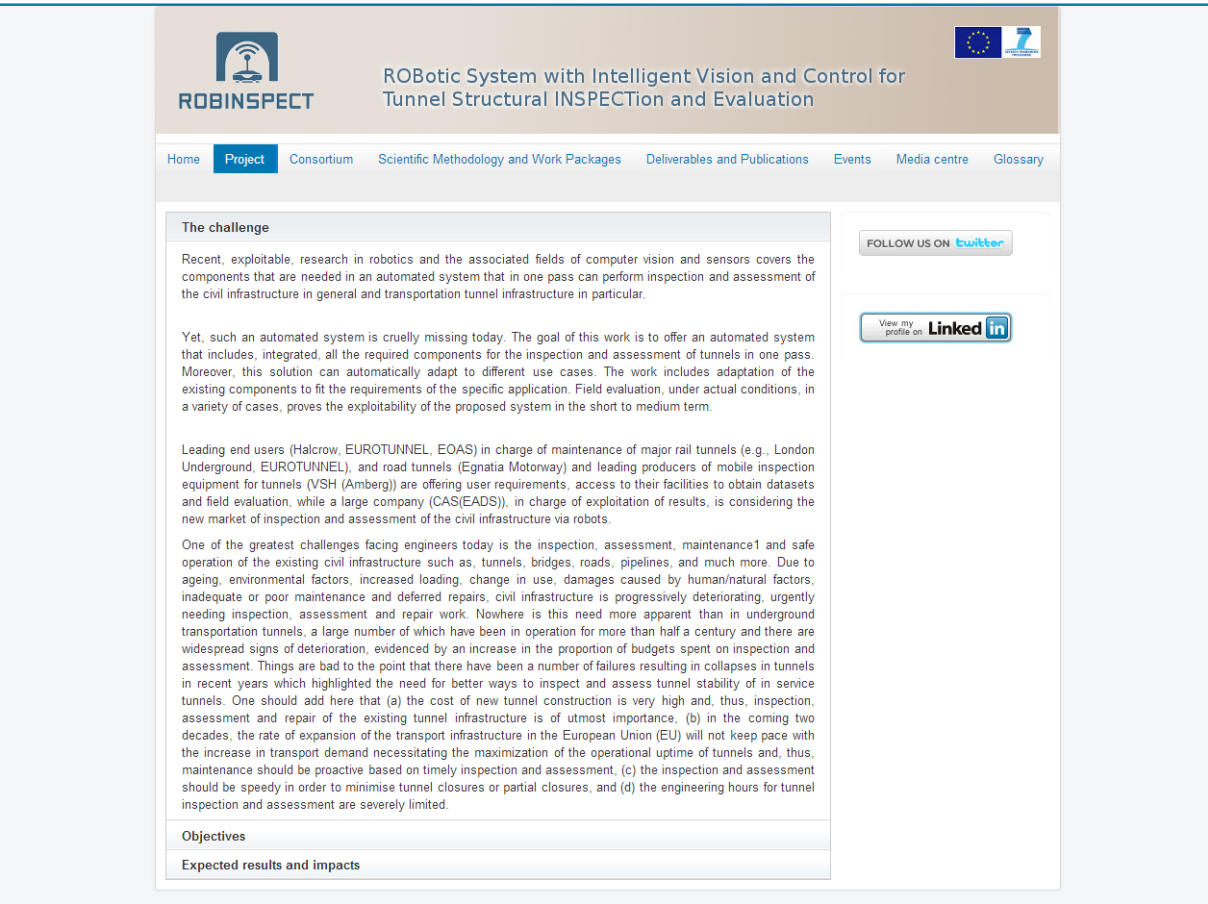 ROBINSPECT
ROBotic System with Intelligent Vision and Control for
Tunnel Structural INSPECTion and Evaluation
Home Project Consortium Scientific Methodology and Work Packages Deliverables and Publications Events Media centre Glossary
The challenge
Recent, exploitable, research in robotics and the associated fields of computer vision and sensors covers the
components that are needed in an automated system that in one pass can perform inspection and assessment of
the civil infrastructure in general and transportation tunnel infrastructure in particular.
Yet, such an automated system is cruelly missing today. The goal of this work is to offer an automated system
that includes, integrated, all the required components for the inspection and assessment of tunnels in one pass.
Moreover, this solution can automatically adapt to different use cases. The work includes adaptation of the
existing components to fit the requirements of the specific application. Field evaluation, under actual conditions, in
a variety of cases, proves the exploitability of the proposed system in the short to medium term.
Leading end users (Halcrow, EUROTUNNEL, EOAS) in charge of maintenance of major rail tunnels (e.g., London
Underground, EUROTUNNEL), and road tunnels (Egnatia Motorway) and leading producers of mobile inspection
equipment for tunnels (VSH (Amberg)) are offering user requirements, access to their facilities to obtain datasets
and field evaluation, while a large company (CAS(EADS)), in charge of exploitation of results, is considering the
new market of inspection and assessment of the civil infrastructure via robots.
One of the greatest challenges facing engineers today is the inspection, assessment, maintenance1 and safe
operation of the existing civil infrastructure such as, tunnels, bridges, roads, pipelines, and much more. Due to
ageing, environmental factors, increased loading, change in use, damages caused by human/natural factors,
inadequate or poor maintenance and deferred repairs, civil infrastructure is progressively deteriorating, urgently
needing inspection, assessment and repair work. Nowhere is this need more apparent than in underground
transportation tunnels, a large number of which have been in operation for more than half a century and there are
widespread signs of deterioration, evidenced by an increase in the proportion of budgets spent on inspection and
assessment. Things are bad to the point that there have been a number of failures resulting in collapses in tunnels
in recent years which highlighted the need for better ways to inspect and assess tunnel stability of in service
tunnels. One should add here that (a) the cost of new tunnel construction is very high and, thus, inspection,
assessment and repair of the existing tunnel infrastructure is of utmost importance, (b) in the coming two
decades, the rate of expansion of the transport infrastructure in the European Union (EU) will not keep pace with
the increase in transport demand necessitating the maximization of the operational uptime of tunnels and, thus,
maintenance should be proactive based on timely inspection and assessment, (c) the inspection and assessment
should be speedy in order to minimise tunnel closures or partial closures, and (d) the engineering hours for tunnel
inspection and assessment are severely limited.
Objectives
Expected results and impacts
FOLLOW US ON twitter
View my
profile on Linked in